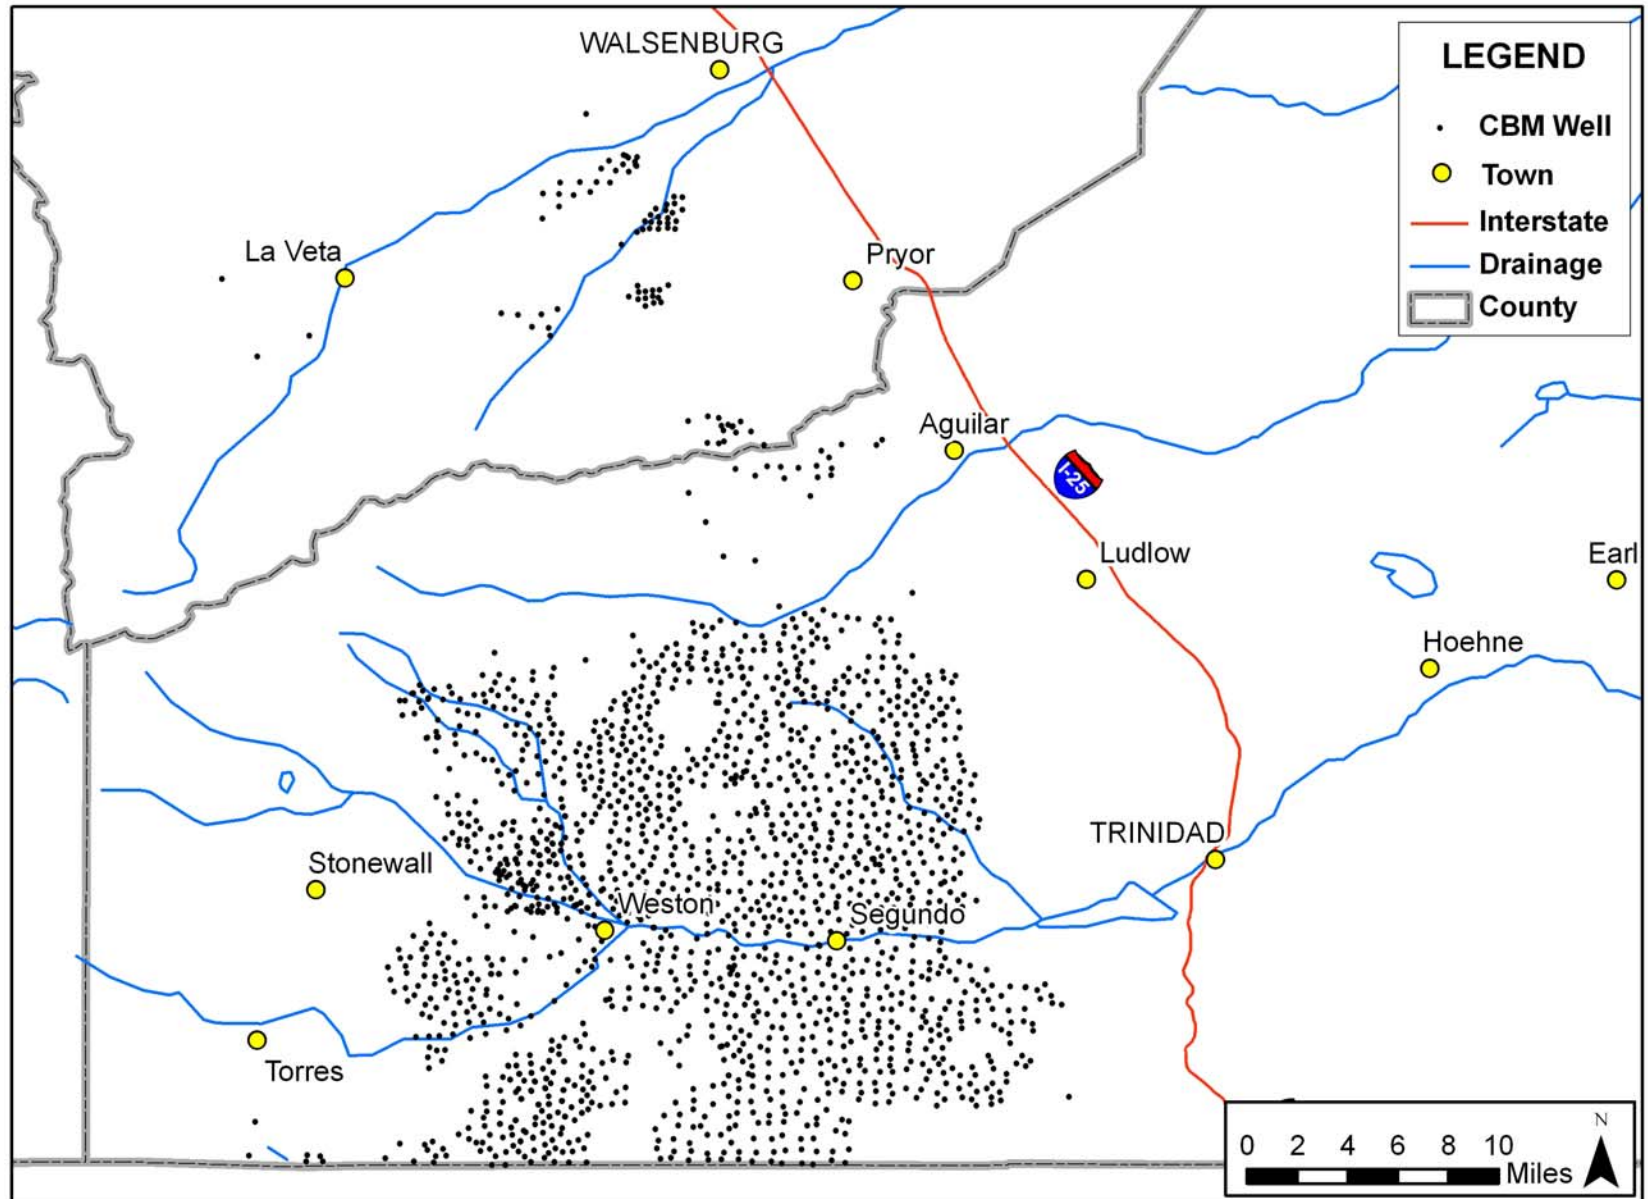 WALSENBURG
LEGEND
CBM Well
Town
Interstate
Drainage
County
La Veta
Pryor
Aguilar
I-25
Ludlow
Earl
Hoehne
TRINIDAD
Stonewall
Weston
Segundo
Torres
N
0 2 4 6 8 10
Miles